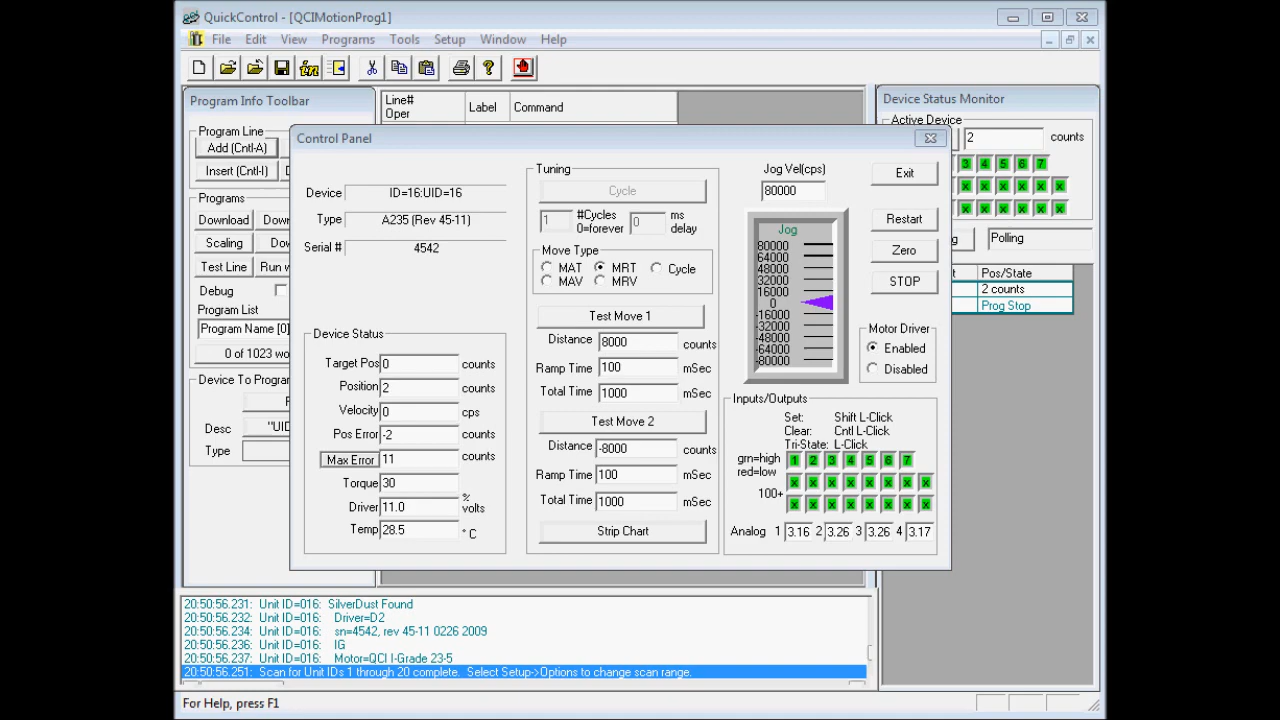 QuickControl - [QCIMotionProg1]
File Edit View Programs Tools Setup Window Help
Program Info Toolbar
Program Line
Add (Cntl-A)
Insert (Cntl-I)
Programs
Download
Scaling
Test Line
Debug
Program List
Program Name [0]
Device To
Desc
Type
Line#
Oper
Label
Command
Device Status Monitor
Active Device
2 counts
3 4 5 6 7
x x x x x x
x x x x x x
Polling
Pos/State
2 counts
Prog Stop
Control Panel
Device ID=16:UID=16
Type A235 (Rev 45-11)
Serial # 4542
Device Status
Target Pos 0 counts
Position 2 counts
Velocity 0 cps
Pos Error -2 counts
Max Error 11 counts
Torque 30 %
Driver 11.0 volts
Temp 28.5 °C
Tuning
Cycle
1 #Cycles 0 ms
0=forever delay
Move Type
MAT MRT Cycle
MAV MRV
Test Move 1
Distance 8000 counts
Ramp Time 100 mSec
Total Time 1000 mSec
Test Move 2
Distance -8000 counts
Ramp Time 100 mSec
Total Time 1000 mSec
Strip Chart
Jog Vel(cps)
80000
Jog
80000
64000
48000
32000
16000
0
-16000
-32000
-48000
-64000
-80000
Exit
Restart
Zero
STOP
Motor Driver
Enabled
Disabled
Inputs/Outputs
Set: Shift L-Click
Clear: Cntl L-Click
Tri-State: L-Click
grn=high 1 2 3 4 5 6 7
red=low
x x x x x x x x
100+
x x x x x x x x
Analog 1 3.16 2 3.26 3 3.26 4 3.17
20:50:56.231: Unit ID=016: SilverDust Found
20:50:56.232: Unit ID=016: Driver=D2
20:50:56.234: Unit ID=016: sn=4542, rev 45-11 0226 2009
20:50:56.236: Unit ID=016: IG
20:50:56.237: Unit ID=016: Motor=QCI I-Grade 23-5
20:50:56.251: Scan for Unit IDs 1 through 20 complete. Select Setup->Options to change scan range.
For Help, press F1